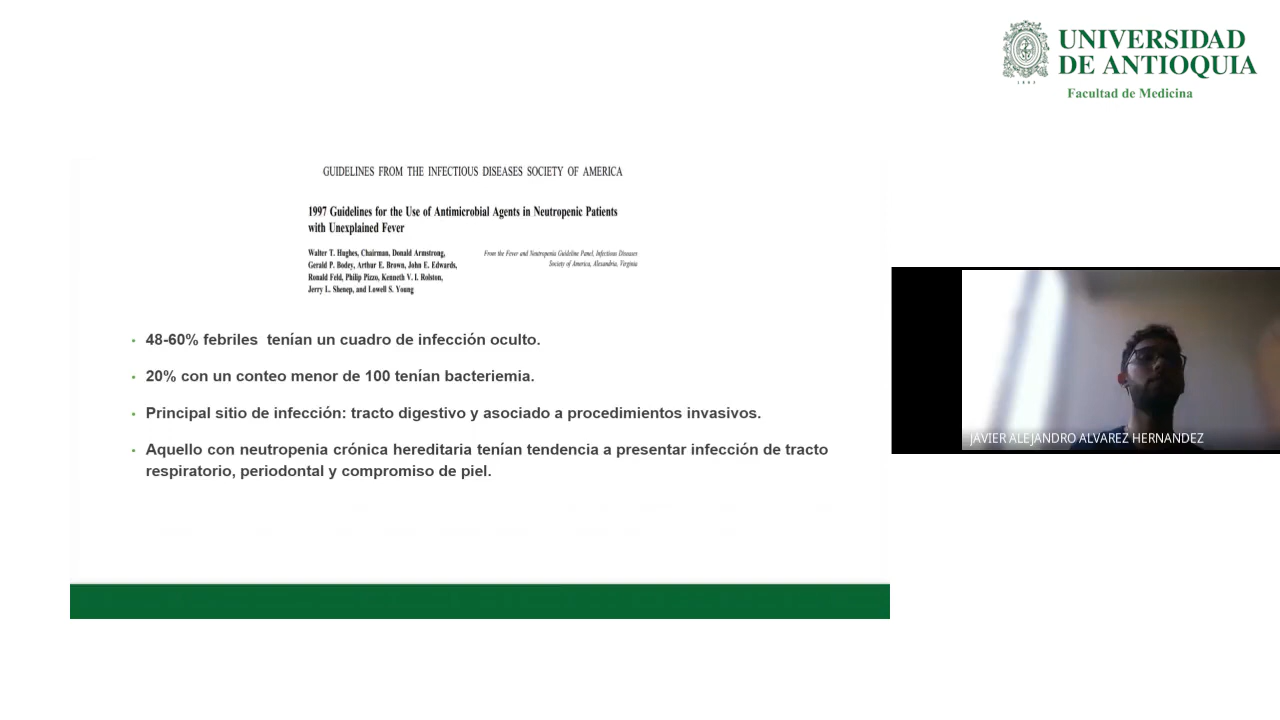 UNIVERSIDAD
DE ANTIOQUIA
1803
Facultad de Medicina
GUIDELINES FROM THE INFECTIOUS DISEASES SOCIETY OF AMERICA
1997 Guidelines for the Use of Antimicrobial Agents in Neutropenic Patients
with Unexplained Fever
Walter T. Hughes, Chairman, Donald Armstrong,
Gerald P. Bodey, Arthur E. Brown, John E. Edwards,
Ronald Feld, Philip Pizzo, Kenneth V. I. Rolston,
Jerry L. Shenep, and Lowell S. Young
From the Fever and Neutropenia Guideline Panel, Infectious Diseases
Society of America, Alexandria, Virginia
• 48-60% febriles tenían un cuadro de infección oculto.
• 20% con un conteo menor de 100 tenían bacteriemia.
• Principal sitio de infección: tracto digestivo y asociado a procedimientos invasivos.
• Aquello con neutropenia crónica hereditaria tenían tendencia a presentar infección de tracto
respiratorio, periodontal y compromiso de piel.
JAVIER ALEJANDRO ALVAREZ HERNANDEZ